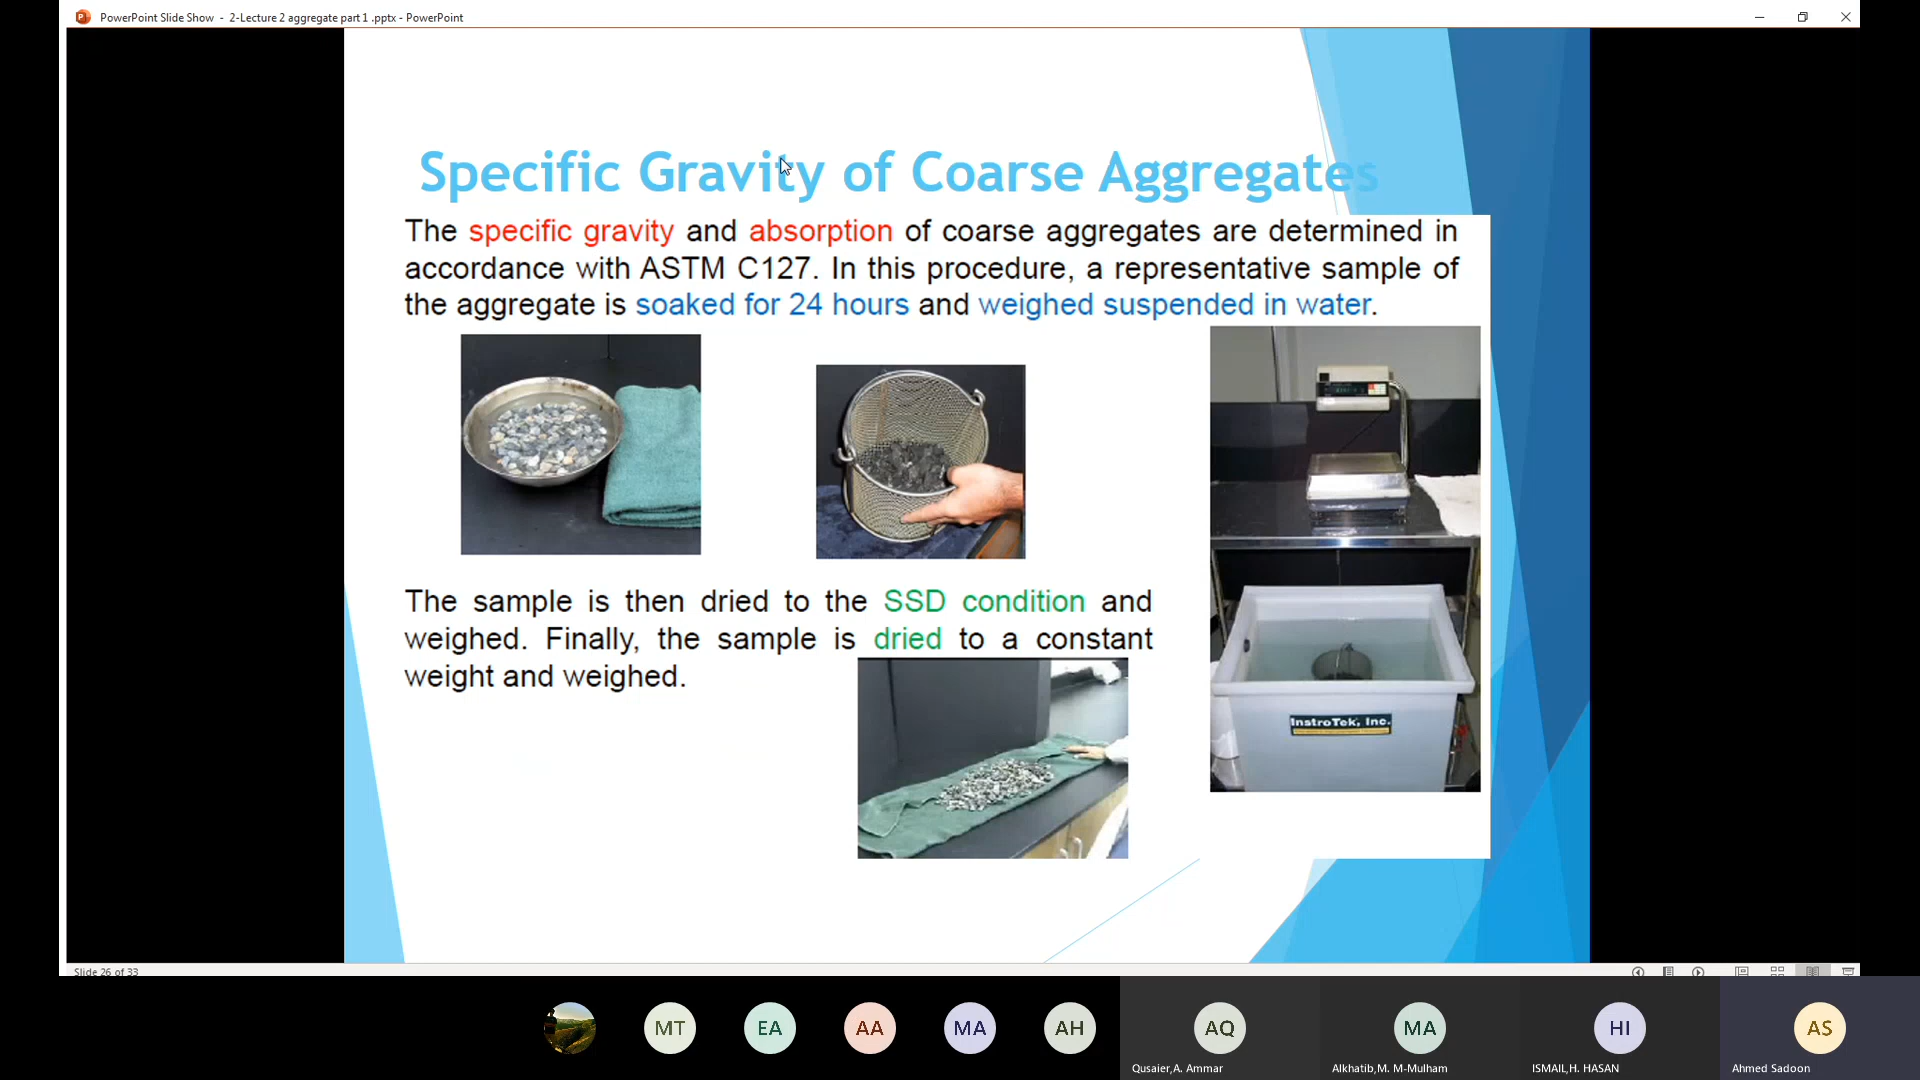 PowerPoint Slide Show - 2-Lecture 2 aggregate part 1 .pptx - PowerPoint
Specific Gravity of Coarse Aggregates
The specific gravity and absorption of coarse aggregates are determined in
accordance with ASTM C127. In this procedure, a representative sample of
the aggregate is soaked for 24 hours and weighed suspended in water.
The sample is then dried to the SSD condition and
weighed. Finally, the sample is dried to a constant
weight and weighed.
InstroTek, Inc.
Slide 26 of 33
MT
EA
AA
MA
AH
AQ
MA
HI
AS
Qusaier,A. Ammar
Alkhatib,M. M-Mulham
ISMAIL,H. HASAN
Ahmed Sadoon